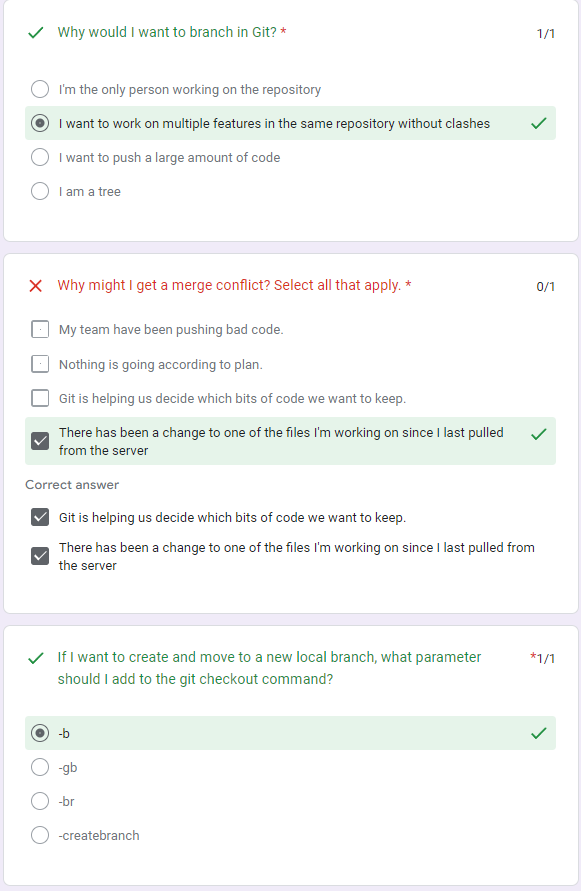 Why would I want to branch in Git? *
1/1
I'm the only person working on the repository
I want to work on multiple features in the same repository without clashes
I want to push a large amount of code
I am a tree
Why might I get a merge conflict? Select all that apply. *
0/1
My team have been pushing bad code.
Nothing is going according to plan.
Git is helping us decide which bits of code we want to keep.
There has been a change to one of the files I'm working on since I last pulled
from the server
Correct answer
Git is helping us decide which bits of code we want to keep.
There has been a change to one of the files I'm working on since I last pulled from
the server
If I want to create and move to a new local branch, what parameter
*1/1
should I add to the git checkout command?
-b
-gb
-br
-createbranch